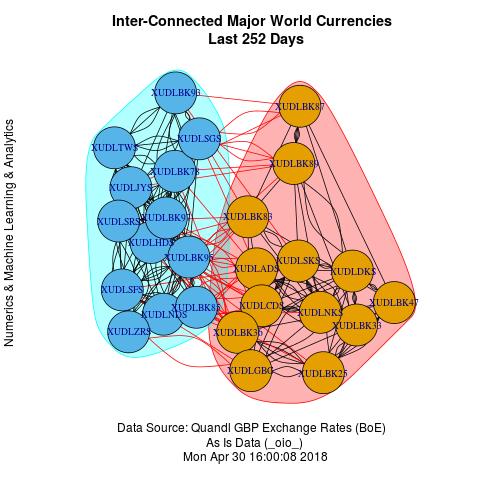 Inter-Connected Major World Currencies
Last 252 Days
Numerics & Machine Learning & Analytics
XUDLBK93
XUDLBK87
XUDLSGS
XUDLTWS
XUDLBK89
XUDLBK78
XUDLJYS
XUDLBK83
XUDLSRS
XUDLBK97
XUDLHDS
XUDLBK95
XUDLADS
XUDLSKS
XUDLDKS
XUDLSFS
XUDLBK47
XUDLCDS
XUDLBK85
XUDLNDS
XUDLNKS
XUDLBK33
XUDLZRS
XUDLBK36
XUDLGBG
XUDLBK25
Data Source: Quandl GBP Exchange Rates (BoE)
As Is Data (_oio_)
Mon Apr 30 16:00:08 2018